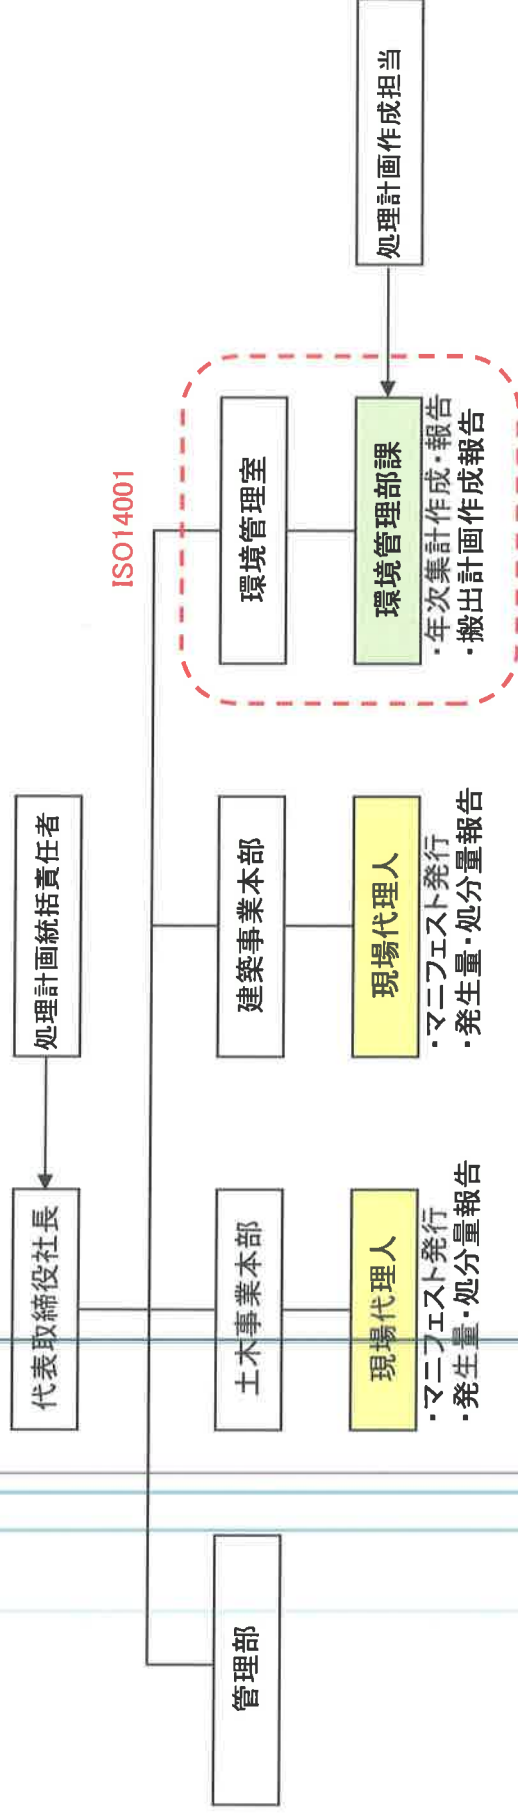 代表取締役社長
処理計画統括責任者
ISO14001
管理部
土木事業本部
建築事業本部
環境管理室
現場代理人
・マニフェスト発行
・発生量・処分量報告
現場代理人
・マニフェスト発行
・発生量・処分量報告
環境管理部課
・年次集計作成・報告
・搬出計画作成報告
処理計画作成担当